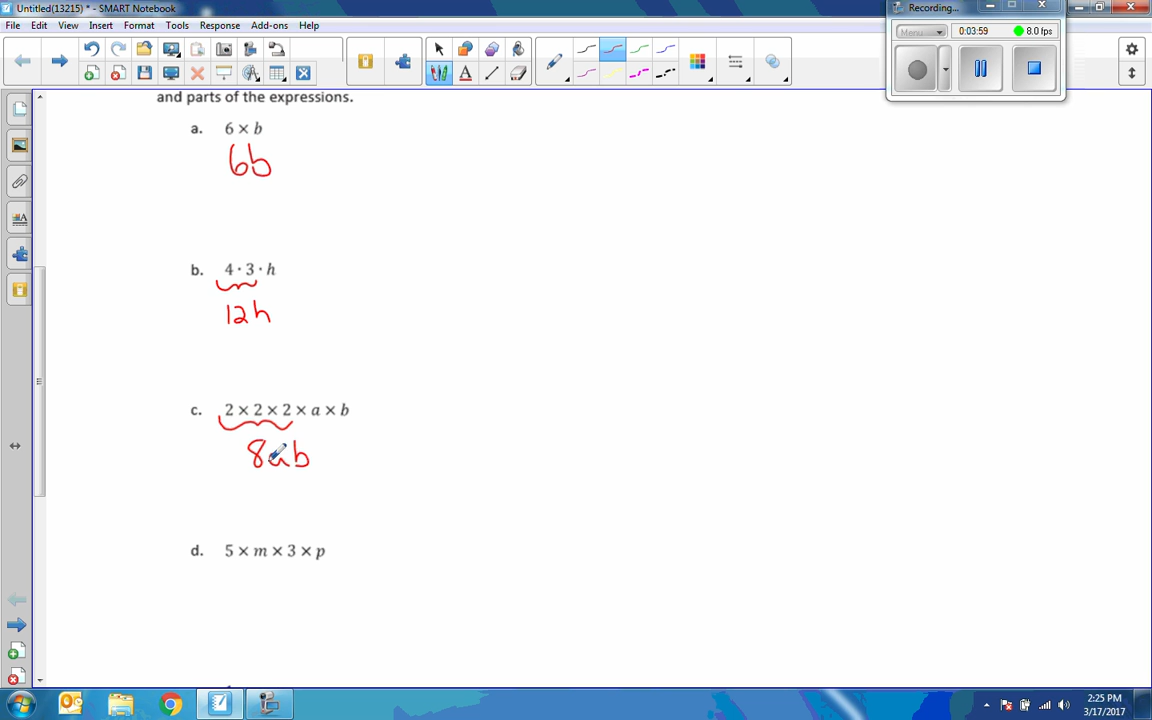 Untitled(13215) * - SMART Notebook
Recording...
File Edit View Insert Format Tools Response Add-ons Help
Menu
0:03:59
8.0 fps
and parts of the expressions.
a. 6 × b
6b
b. 4 · 3 · h
12h
c. 2 × 2 × 2 × a × b
8ab
d. 5 × m × 3 × p
2:25 PM
3/17/2017